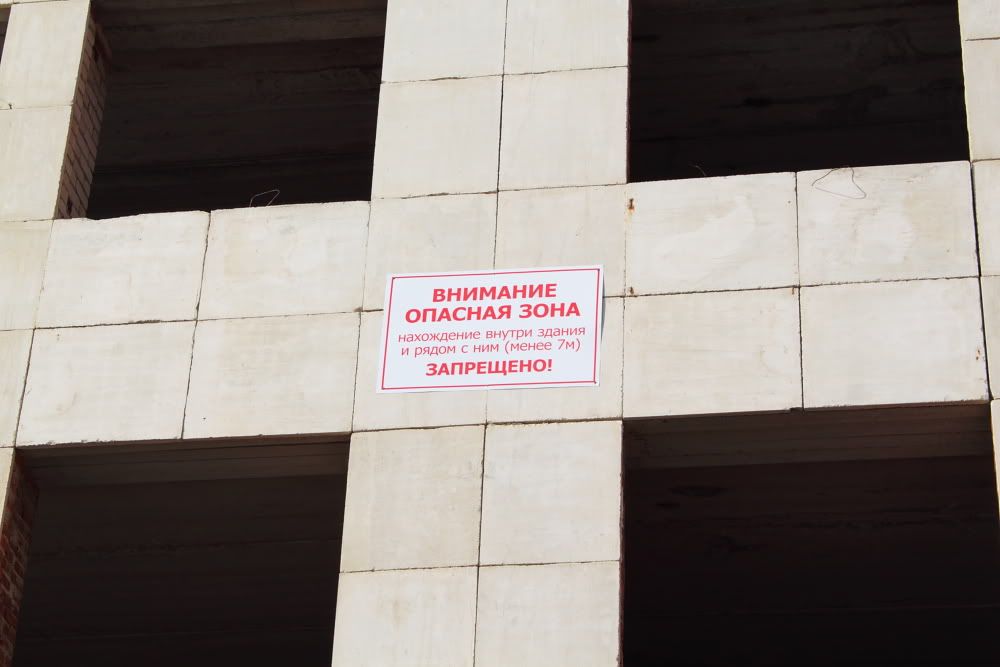 ВНИМАНИЕ
ОПАСНАЯ ЗОНА
нахождение внутри здания
и рядом с ним (менее 7м)
ЗАПРЕЩЕНО!